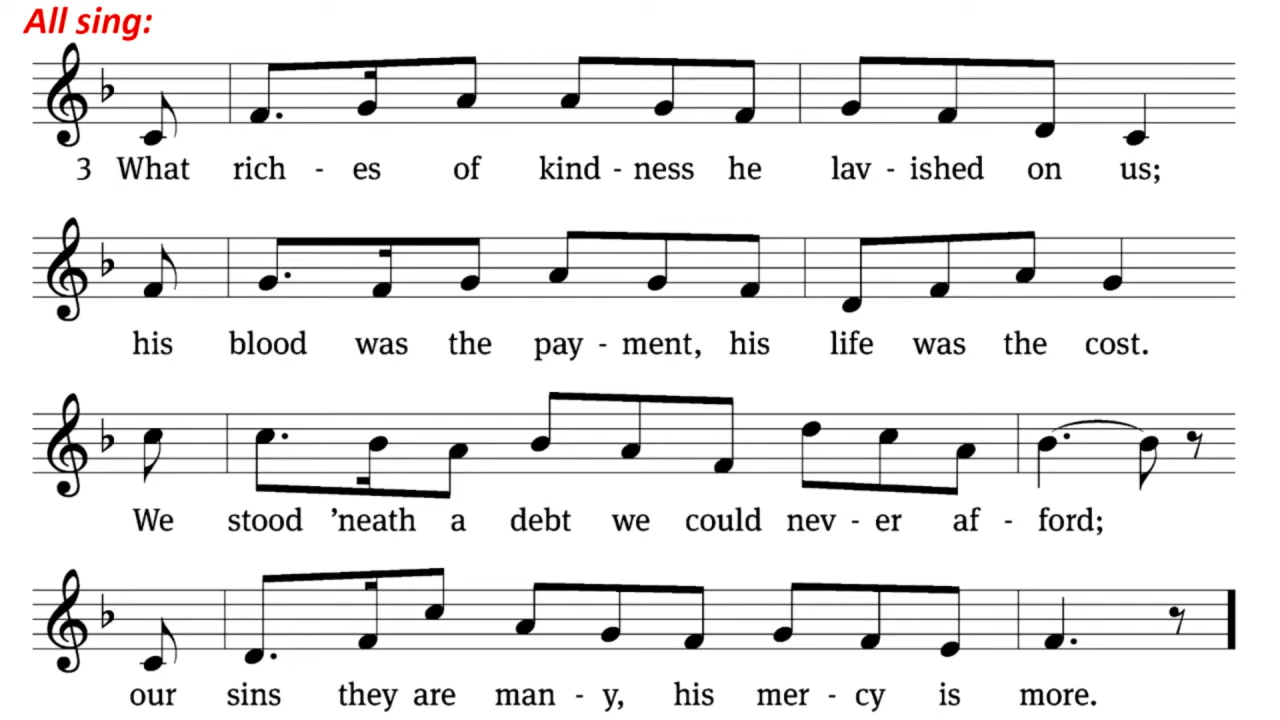 All sing:
3 What rich - es of kind - ness he lav - ished on us;
his blood was the pay - ment, his life was the cost.
We stood ’neath a debt we could nev - er af - ford;
our sins they are man - y, his mer - cy is more.